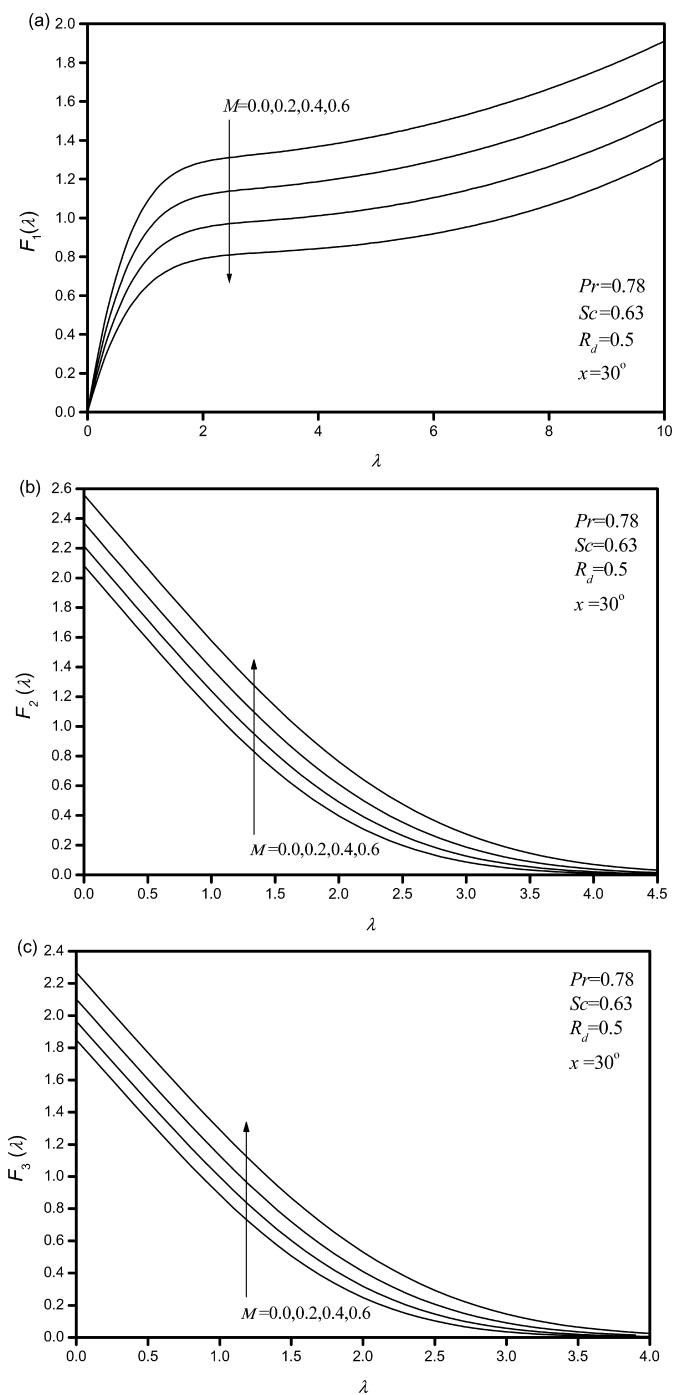 (a)
2.0
1.8
1.6
1.4
1.2
1.0
0.8
0.6
0.4
0.2
0.0
F₁(λ)
M=0.0,0.2,0.4,0.6
Pr=0.78
Sc=0.63
R_d=0.5
x=30°
0 2 4 6 8 10
λ
(b)
2.6
2.4
2.2
2.0
1.8
1.6
1.4
1.2
1.0
0.8
0.6
0.4
0.2
0.0
F₂(λ)
Pr=0.78
Sc=0.63
R_d=0.5
x=30°
M=0.0,0.2,0.4,0.6
0.0 0.5 1.0 1.5 2.0 2.5 3.0 3.5 4.0 4.5
λ
(c)
2.4
2.2
2.0
1.8
1.6
1.4
1.2
1.0
0.8
0.6
0.4
0.2
0.0
F₃(λ)
Pr=0.78
Sc=0.63
R_d=0.5
x=30°
M=0.0,0.2,0.4,0.6
0.0 0.5 1.0 1.5 2.0 2.5 3.0 3.5 4.0
λ